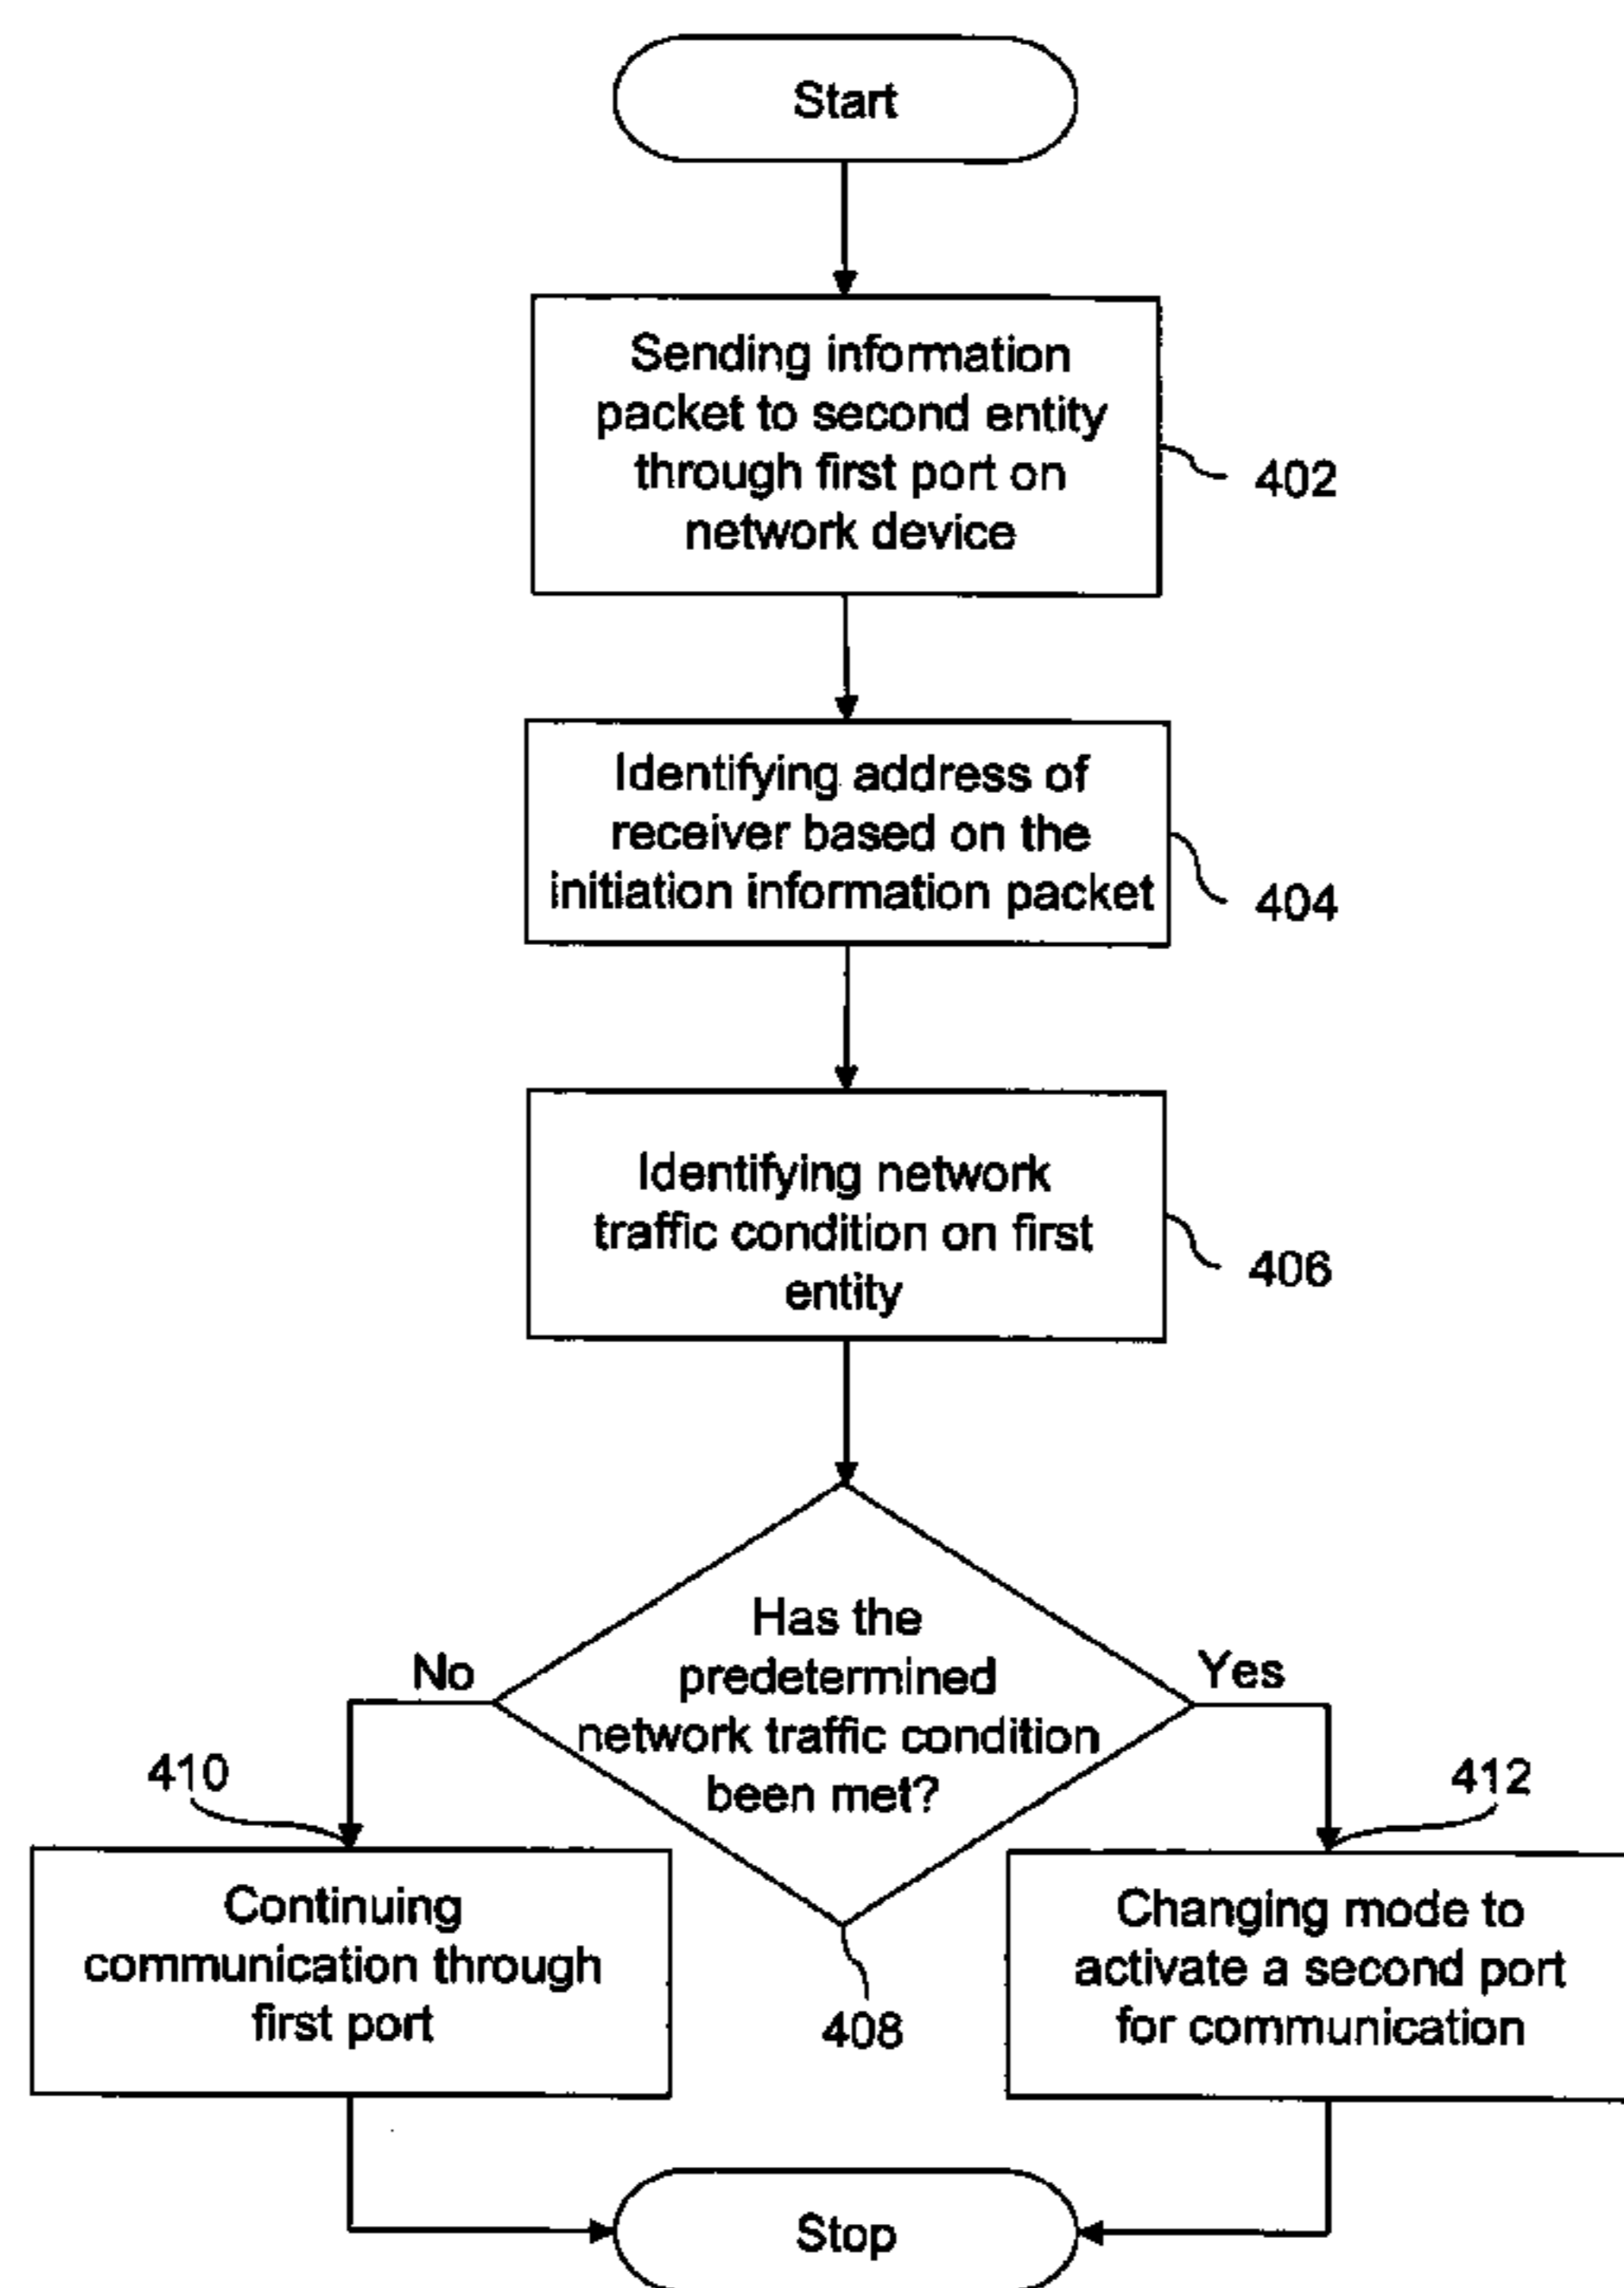 Start
Sending information
packet to second entity
through first port on
network device
402
Identifying address of
receiver based on the
initiation information packet
404
Identifying network
traffic condition on first
entity
406
Has the
predetermined
network traffic condition
been met?
No
Yes
408
410
Continuing
communication through
first port
412
Changing mode to
activate a second port
for communication
Stop